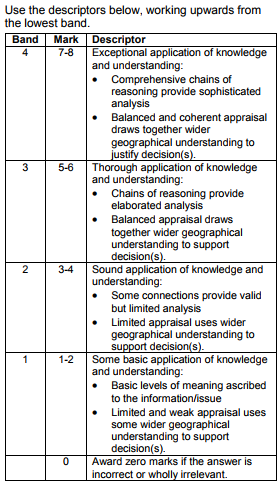 Use the descriptors below, working upwards from
the lowest band.
Band Mark Descriptor
4 7-8 Exceptional application of knowledge
and understanding:
• Comprehensive chains of
reasoning provide sophisticated
analysis
• Balanced and coherent appraisal
draws together wider
geographical understanding to
justify decision(s).
3 5-6 Thorough application of knowledge
and understanding:
• Chains of reasoning provide
elaborated analysis
• Balanced appraisal draws
together wider geographical
understanding to support
decision(s).
2 3-4 Sound application of knowledge and
understanding:
• Some connections provide valid
but limited analysis
• Limited appraisal uses wider
geographical understanding to
support decision(s).
1 1-2 Some basic application of knowledge
and understanding:
• Basic levels of meaning ascribed
to the information/issue
• Limited and weak appraisal uses
some wider geographical
understanding to support
decision(s).
0 Award zero marks if the answer is
incorrect or wholly irrelevant.